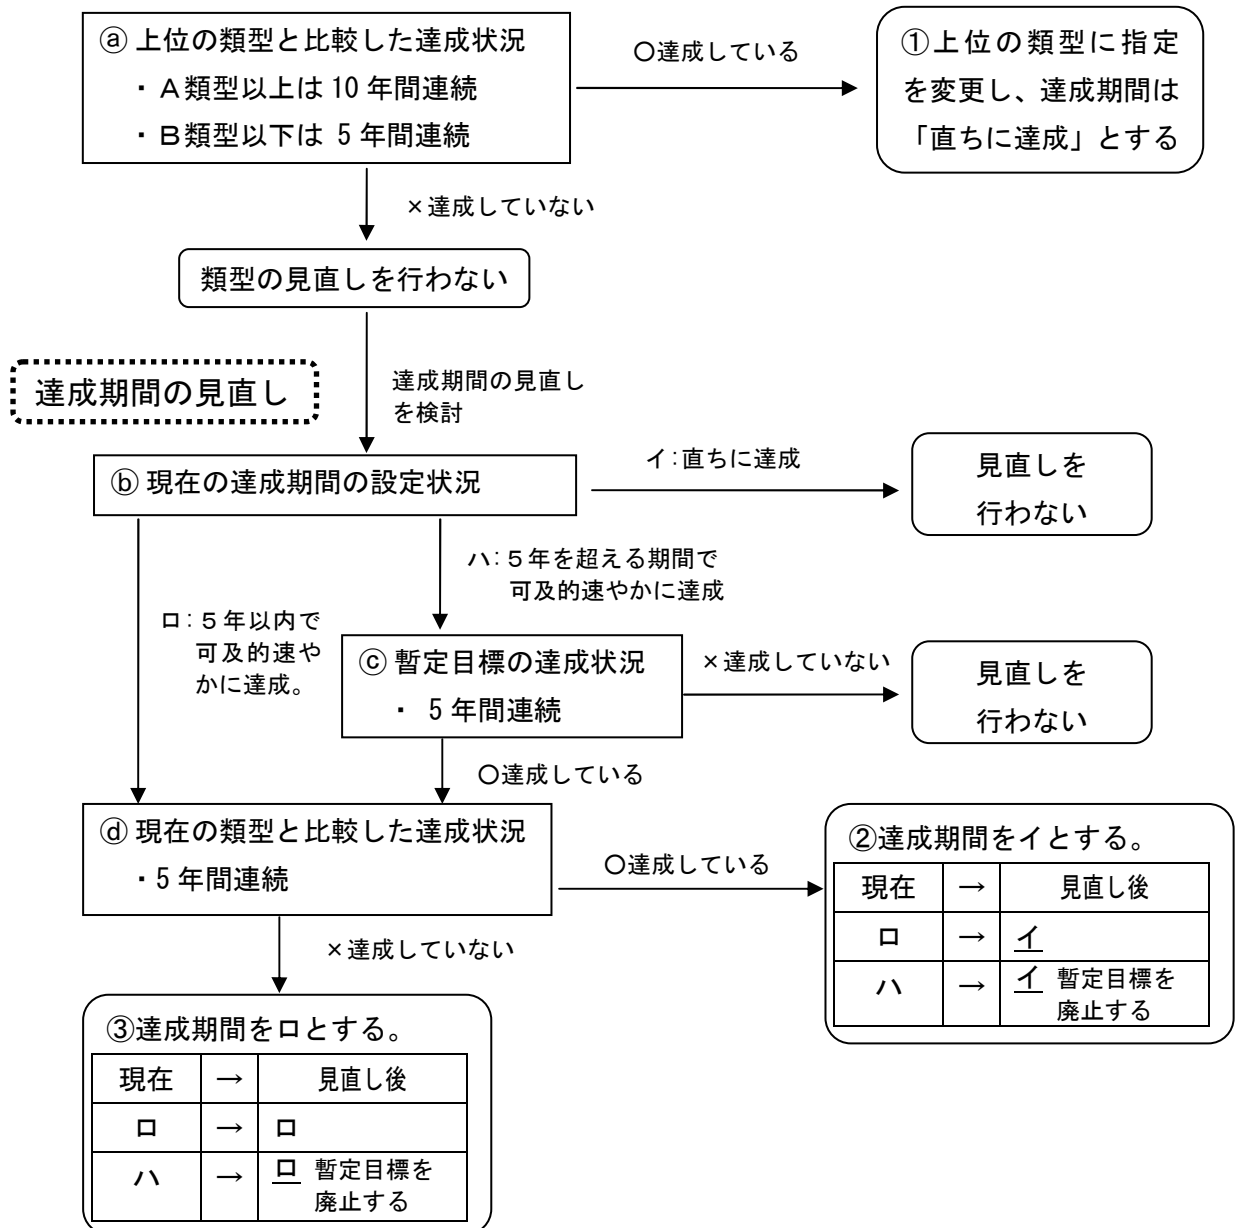 ⓐ 上位の類型と比較した達成状況
・A類型以上は 10 年間連続
・B類型以下は 5 年間連続
〇達成している
①上位の類型に指定
を変更し、達成期間は
「直ちに達成」とする
×達成していない
類型の見直しを行わない
達成期間の見直し
達成期間の見直し
を検討
ⓑ 現在の達成期間の設定状況
イ:直ちに達成
見直しを
行わない
ハ:5年を超える期間で
可及的速やかに達成
ロ:5年以内で
可及的速や
かに達成。
ⓒ 暫定目標の達成状況
・ 5 年間連続
×達成していない
見直しを
行わない
〇達成している
ⓓ 現在の類型と比較した達成状況
・5 年間連続
〇達成している
②達成期間をイとする。
現在 → 見直し後
ロ → イ
ハ → イ 暫定目標を
廃止する
×達成していない
③達成期間をロとする。
現在 → 見直し後
ロ → ロ
ハ → ロ 暫定目標を
廃止する